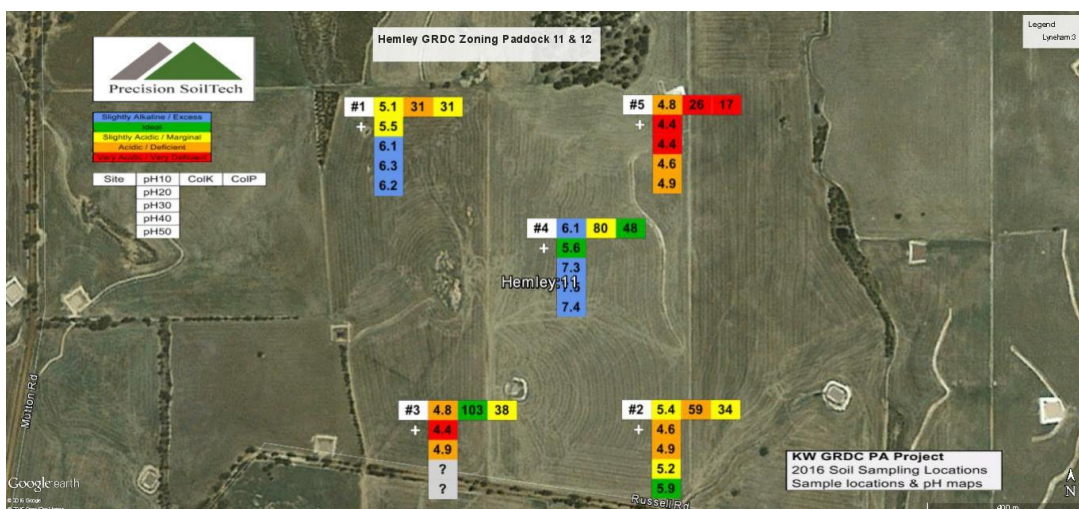 Hemley GRDC Zoning Paddock 11 & 12
Legend
Lyneham:3
Precision SoilTech
Slightly Alkaline / Excess
Ideal
Slightly Acidic / Marginal
Acidic / Deficient
Very Acidic / Very Deficient
Site pH10 ColK ColP
pH20
pH30
pH40
pH50
#1 5.1 31 31
+ 5.5
6.1
6.3
6.2
#5 4.8 26 17
+ 4.4
4.4
4.6
4.9
#4 6.1 80 48
+ 5.6
7.3
Hemley:11
7.4
#3 4.8 103 38
+ 4.4
4.9
?
?
#2 5.4 59 34
+ 4.6
4.9
5.2
5.9
Mutton Rd
Russell Rd
KW GRDC PA Project
2016 Soil Sampling Locations
Sample locations & pH maps
Google earth
© 2016 Google
N